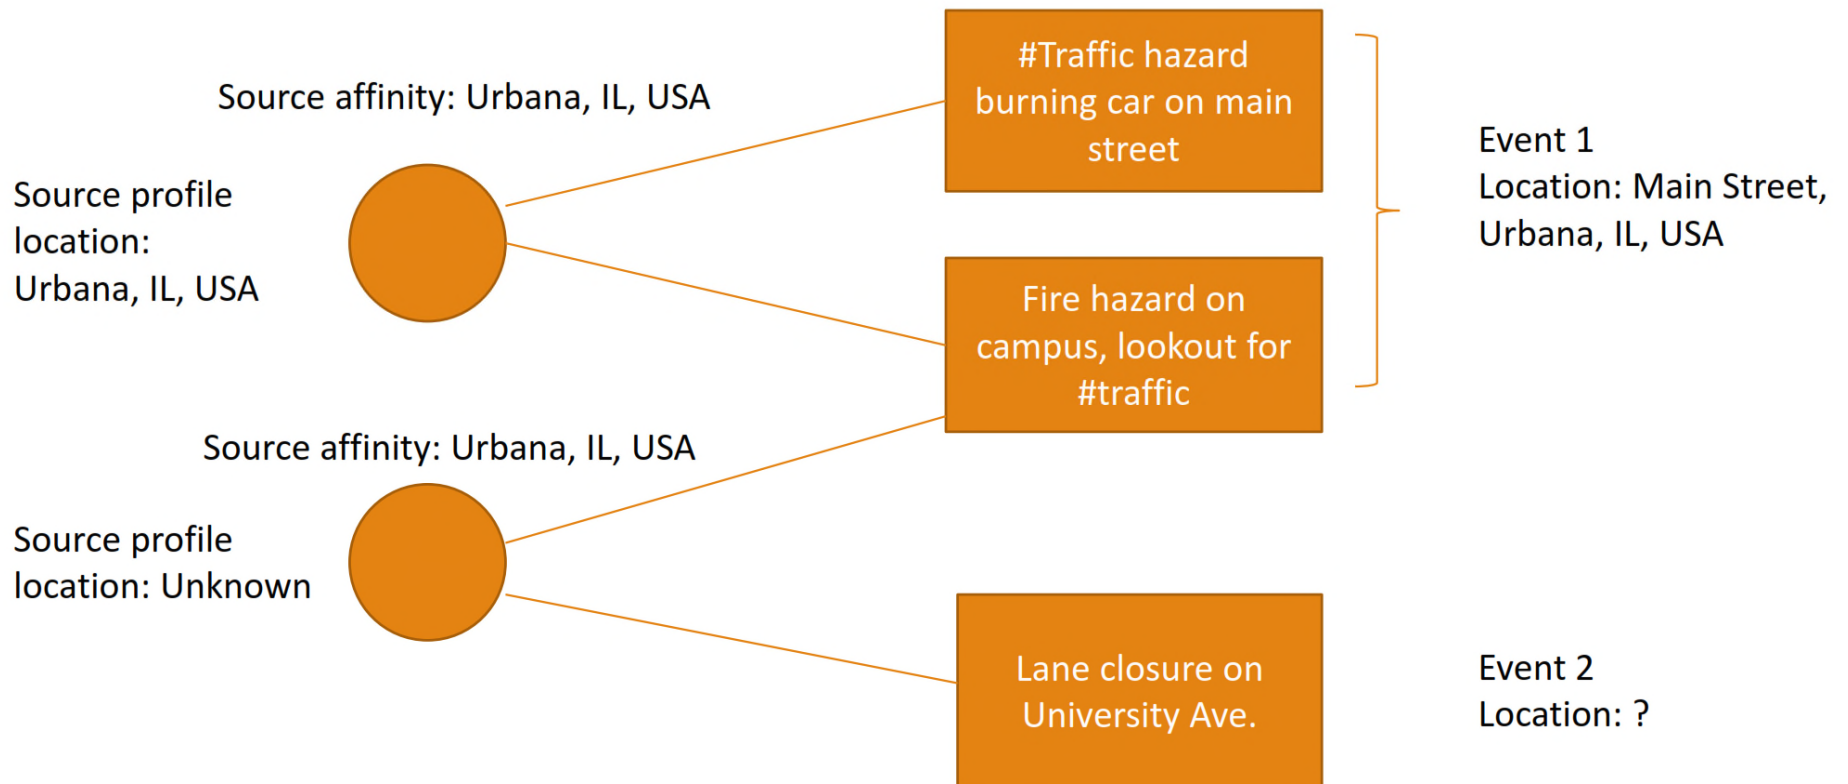 Source affinity: Urbana, IL, USA
Source profile
location:
Urbana, IL, USA
#Traffic hazard
burning car on main
street
Event 1
Location: Main Street,
Urbana, IL, USA
Fire hazard on
campus, lookout for
#traffic
Source affinity: Urbana, IL, USA
Source profile
location: Unknown
Lane closure on
University Ave.
Event 2
Location: ?